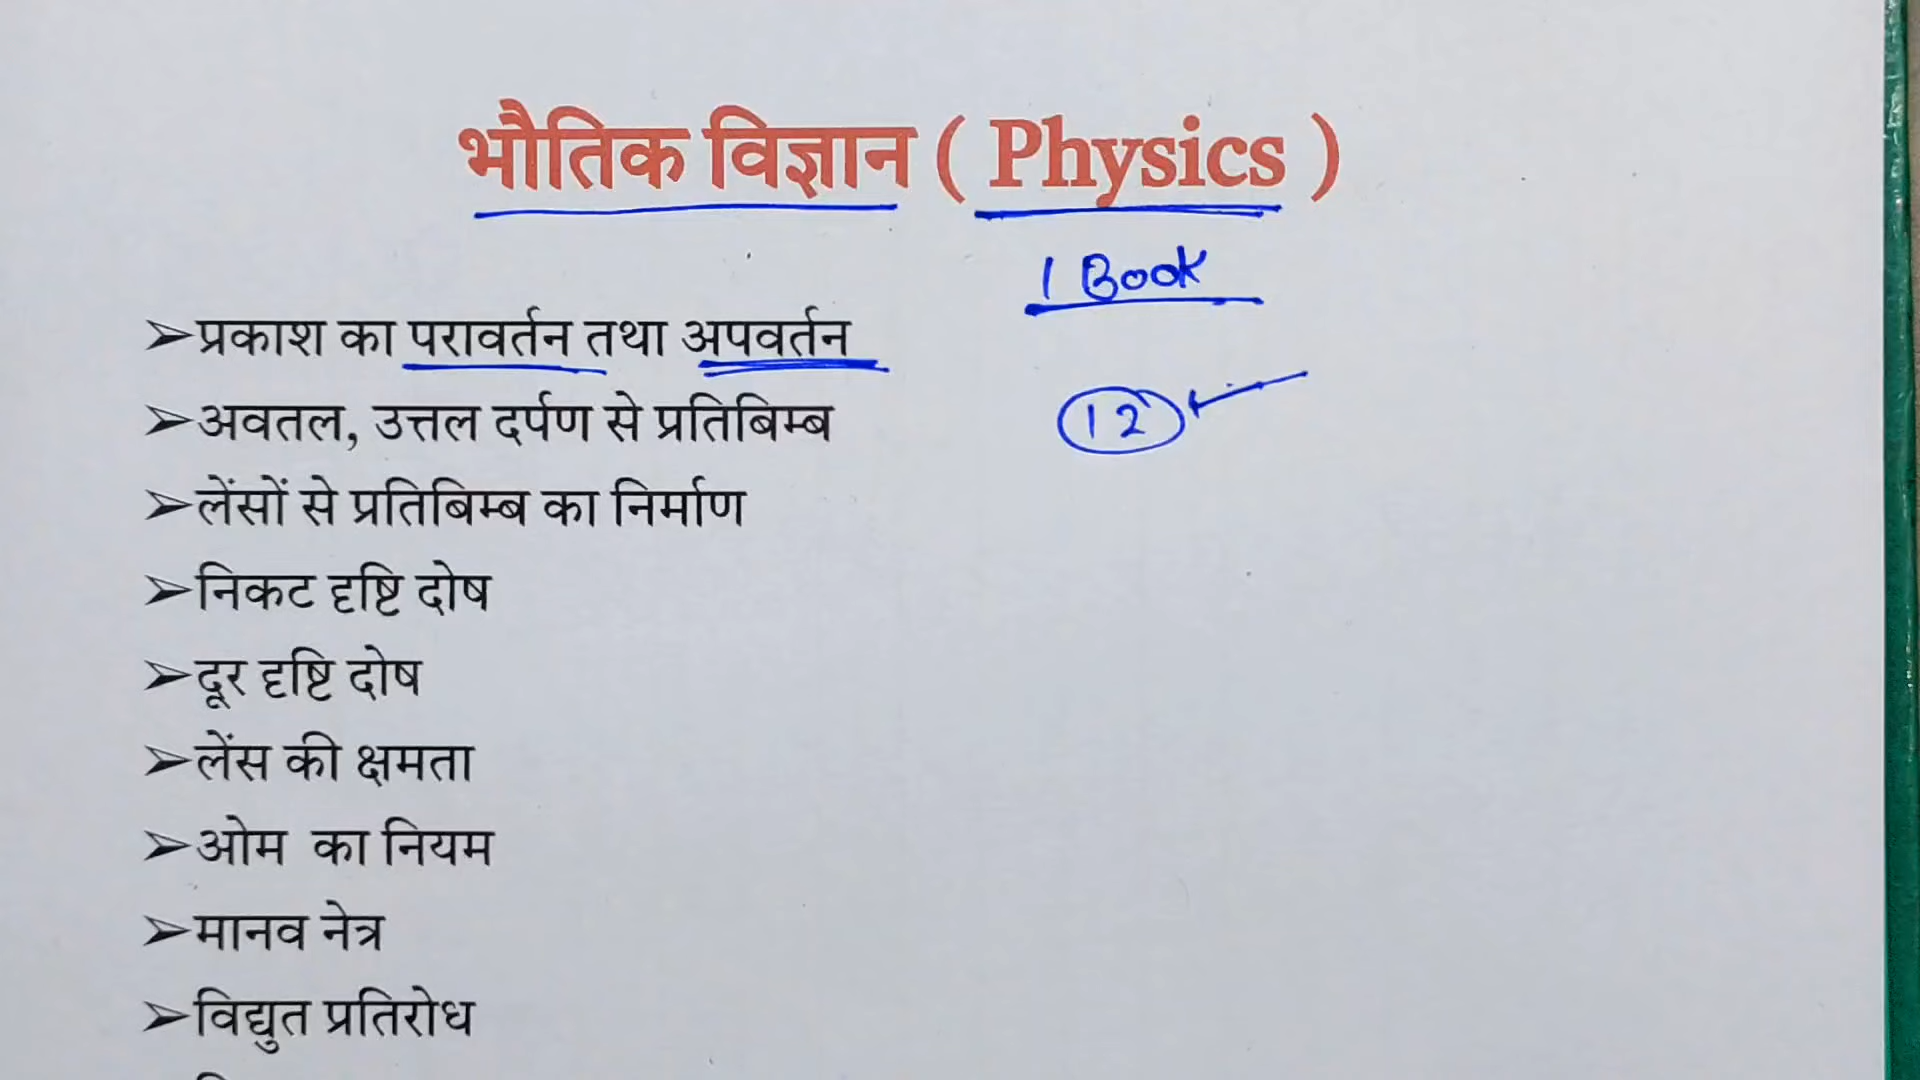 भौतिक विज्ञान ( Physics )
1 Book
➢प्रकाश का परावर्तन तथा अपवर्तन
12
➢अवतल, उत्तल दर्पण से प्रतिबिम्ब
➢लेंसों से प्रतिबिम्ब का निर्माण
➢निकट दृष्टि दोष
➢दूर दृष्टि दोष
➢लेंस की क्षमता
➢ओम का नियम
➢मानव नेत्र
➢विद्युत प्रतिरोध